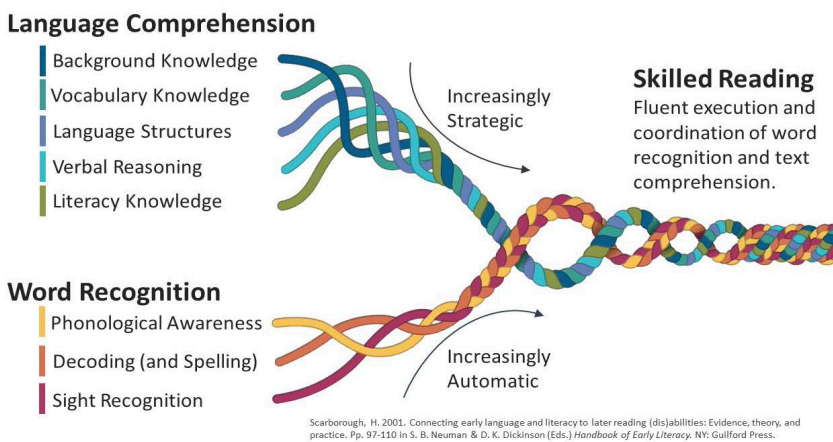 Language Comprehension
Background Knowledge
Vocabulary Knowledge
Language Structures
Verbal Reasoning
Literacy Knowledge
Increasingly
Strategic
Skilled Reading
Fluent execution and
coordination of word
recognition and text
comprehension.
Word Recognition
Phonological Awareness
Decoding (and Spelling)
Sight Recognition
Increasingly
Automatic
Scarborough, H. 2001. Connecting early language and literacy to later reading (dis)abilities: Evidence, theory, and
practice. Pp. 97-110 in S. B. Neuman & D. K. Dickinson (Eds.) Handbook of Early Literacy. NY: Guilford Press.